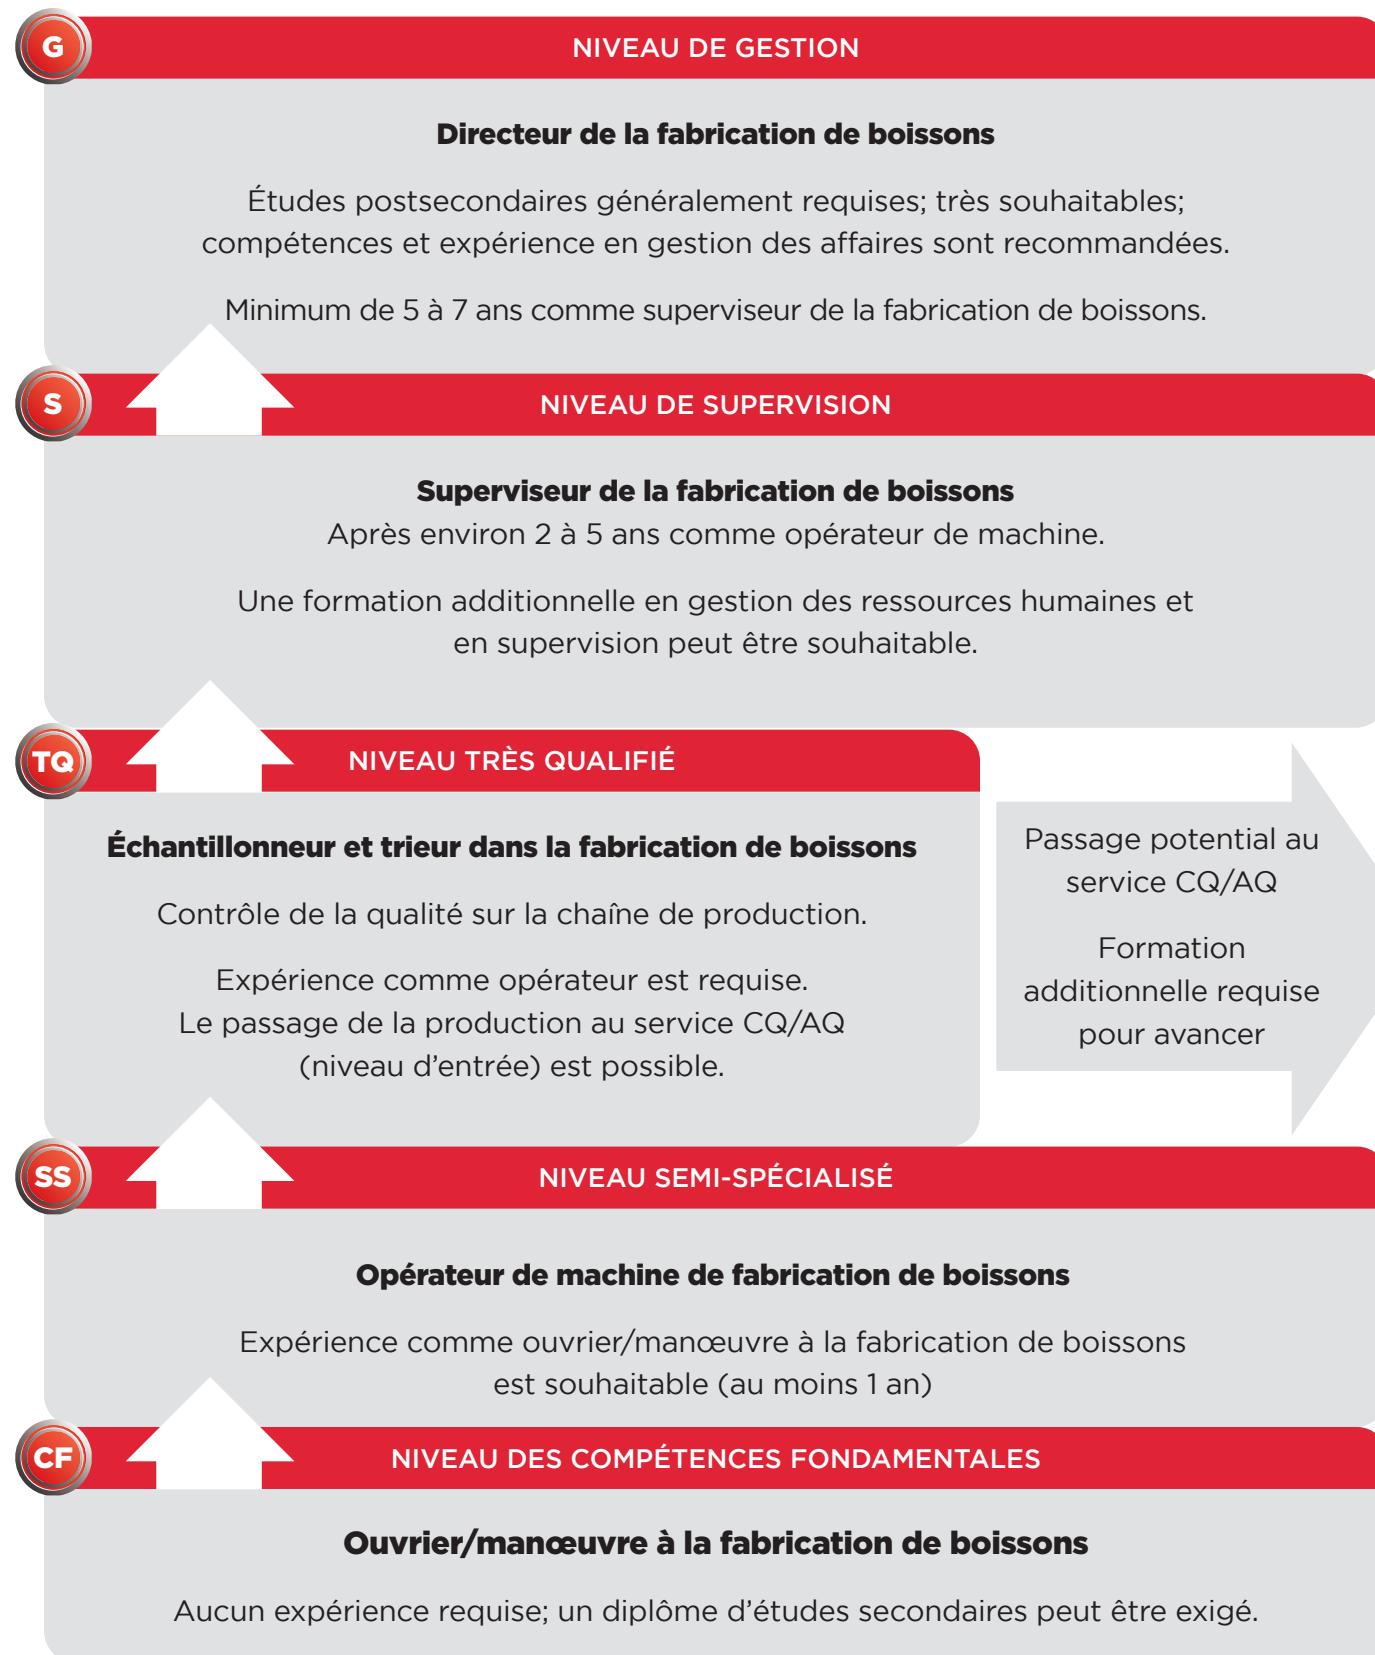 G
NIVEAU DE GESTION
Directeur de la fabrication de boissons
Études postsecondaires généralement requises; très souhaitables;
compétences et expérience en gestion des affaires sont recommandées.
Minimum de 5 à 7 ans comme superviseur de la fabrication de boissons.
S
NIVEAU DE SUPERVISION
Superviseur de la fabrication de boissons
Après environ 2 à 5 ans comme opérateur de machine.
Une formation additionnelle en gestion des ressources humaines et
en supervision peut être souhaitable.
TQ
NIVEAU TRÈS QUALIFIÉ
Échantillonneur et trieur dans la fabrication de boissons
Contrôle de la qualité sur la chaîne de production.
Expérience comme opérateur est requise.
Le passage de la production au service CQ/AQ
(niveau d’entrée) est possible.
Passage potential au
service CQ/AQ
Formation
additionnelle requise
pour avancer
SS
NIVEAU SEMI-SPÉCIALISÉ
Opérateur de machine de fabrication de boissons
Expérience comme ouvrier/manœuvre à la fabrication de boissons
est souhaitable (au moins 1 an)
CF
NIVEAU DES COMPÉTENCES FONDAMENTALES
Ouvrier/manœuvre à la fabrication de boissons
Aucun expérience requise; un diplôme d’études secondaires peut être exigé.